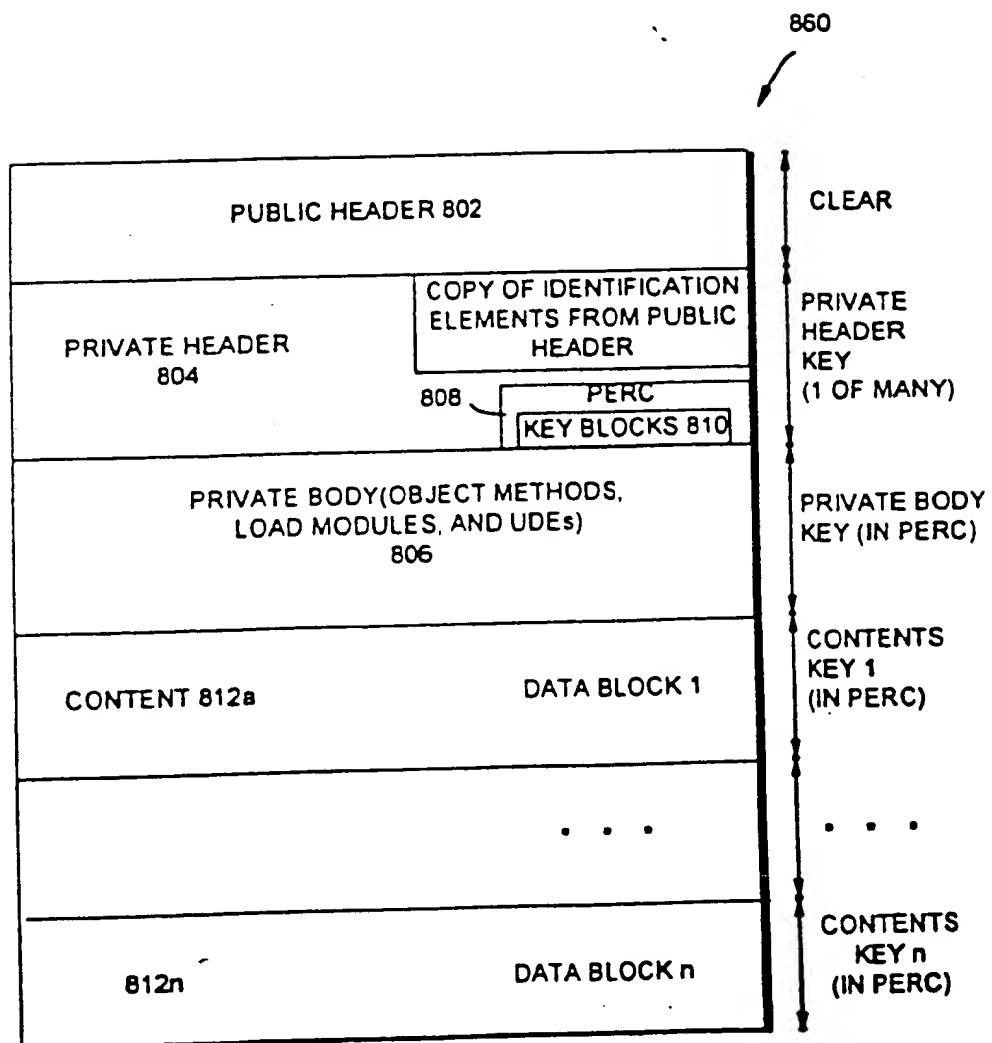 860
PUBLIC HEADER 802
CLEAR
COPY OF IDENTIFICATION
ELEMENTS FROM PUBLIC
HEADER
PRIVATE HEADER
804
808
PERC
KEY BLOCKS 810
PRIVATE
HEADER
KEY
(1 OF MANY)
PRIVATE BODY(OBJECT METHODS,
LOAD MODULES, AND UDEs)
806
PRIVATE BODY
KEY (IN PERC)
CONTENT 812a
DATA BLOCK 1
CONTENTS
KEY 1
(IN PERC)
. . .
. . .
812n
DATA BLOCK n
CONTENTS
KEY n
(IN PERC)